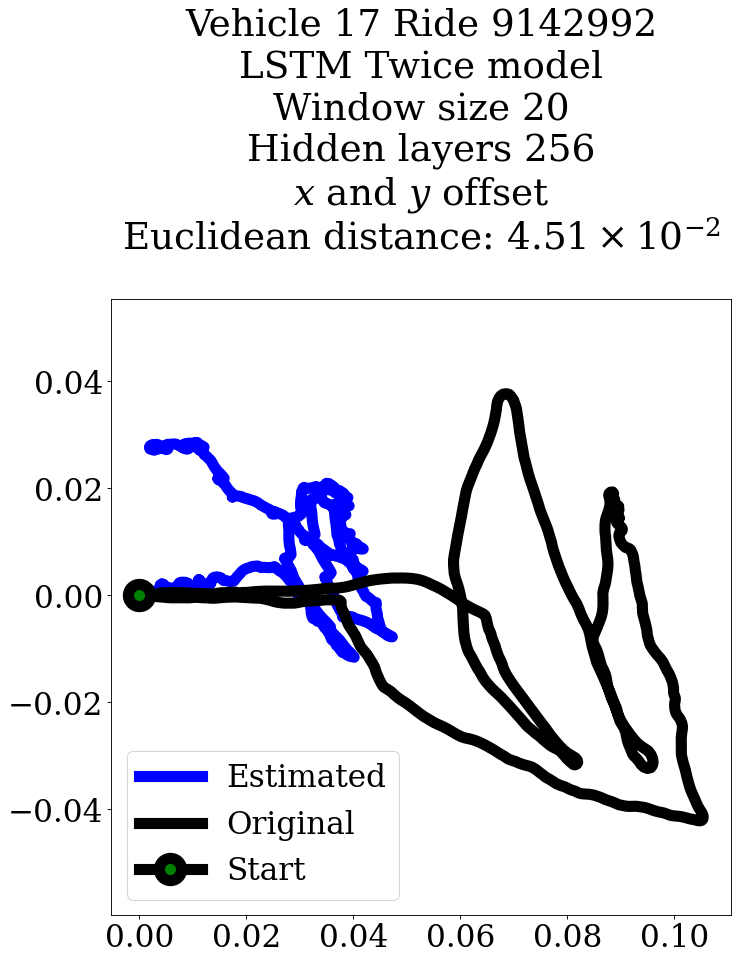 Vehicle 17 Ride 9142992
LSTM Twice model
Window size 20
Hidden layers 256
x and y offset
Euclidean distance: 4.51 × 10⁻²
0.04
0.02
0.00
−0.02
−0.04
Estimated
Original
Start
0.00 0.02 0.04 0.06 0.08 0.10